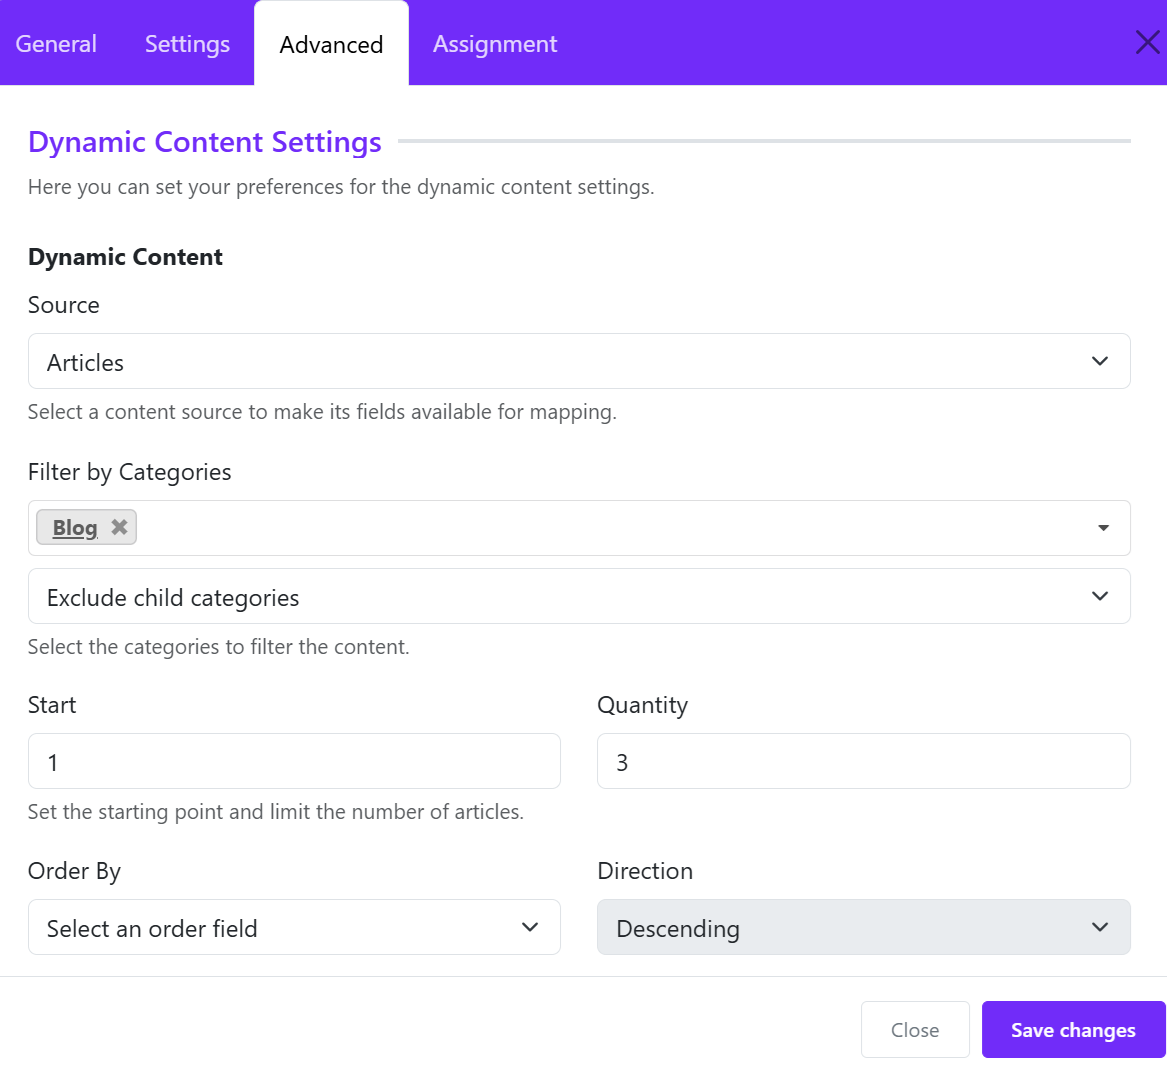 General Settings Advanced Assignment
Dynamic Content Settings
Here you can set your preferences for the dynamic content settings.
Dynamic Content
Source
Articles
Select a content source to make its fields available for mapping.
Filter by Categories
Blog
Exclude child categories
Select the categories to filter the content.
Start Quantity
1 3
Set the starting point and limit the number of articles.
Order By Direction
Select an order field Descending
Close Save changes